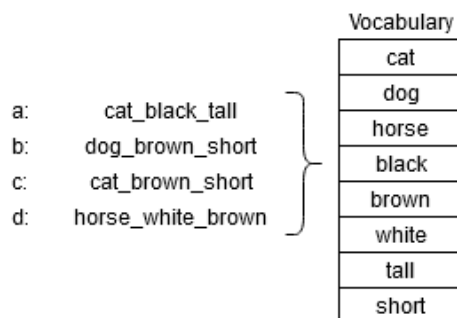 Vocabulary
cat
dog
horse
black
brown
white
tall
short
a: cat_black_tall
b: dog_brown_short
c: cat_brown_short
d: horse_white_brown